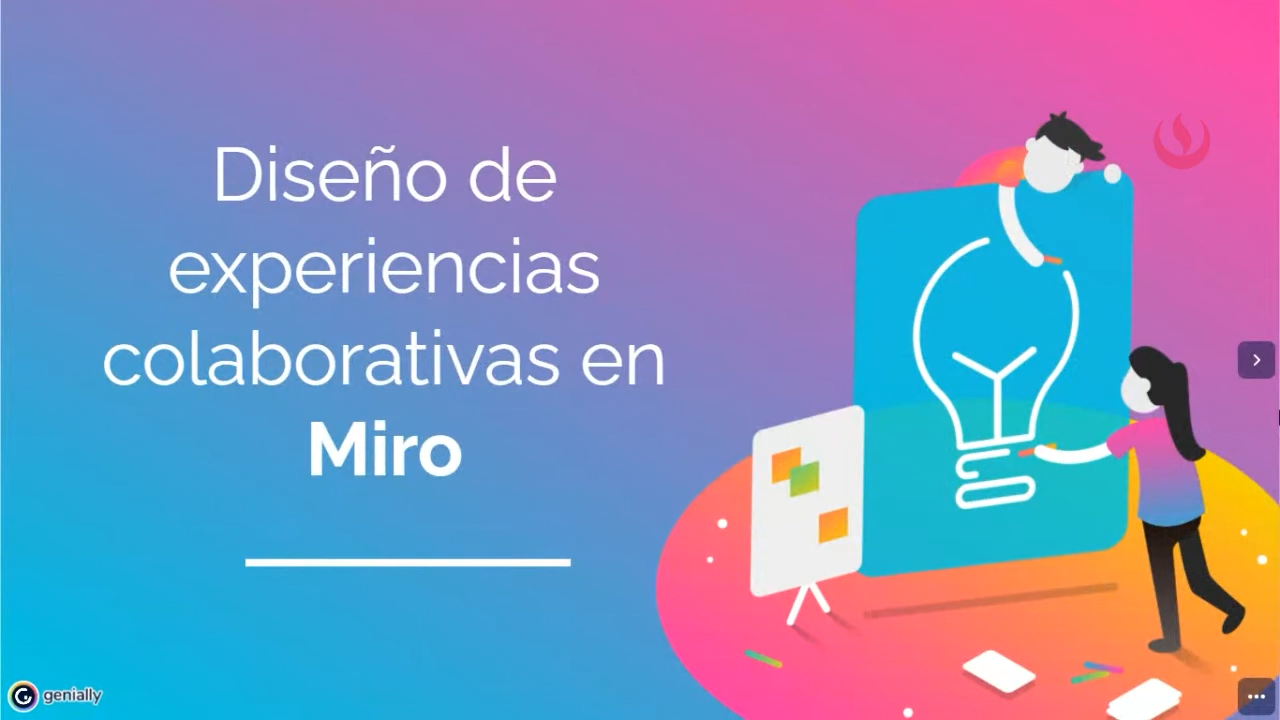 Diseño de
experiencias
colaborativas en
Miro
genially